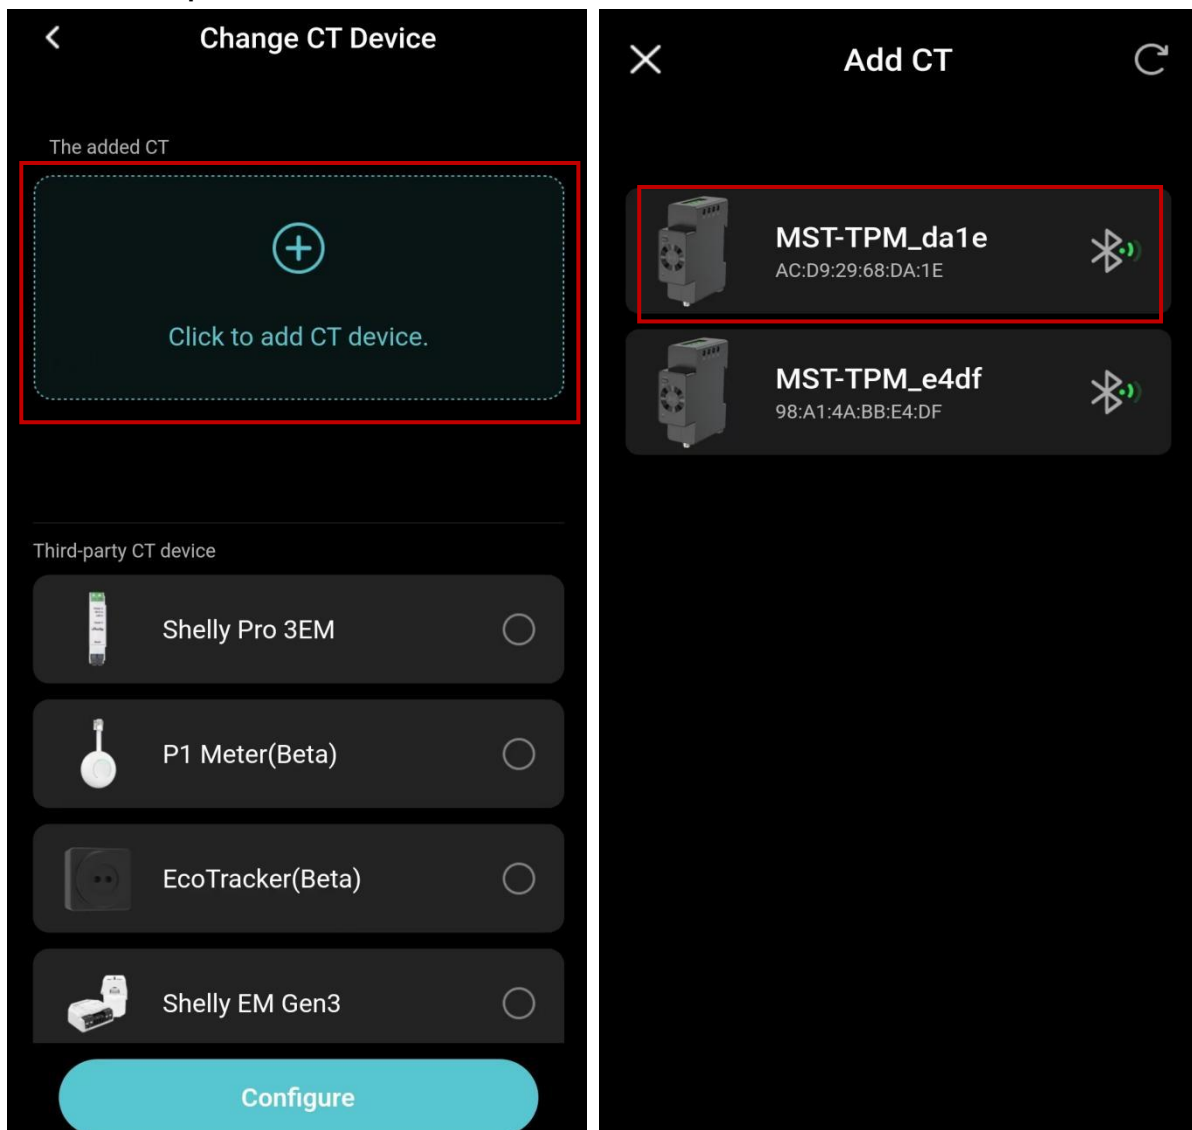 Change CT Device
The added CT
Click to add CT device.
Third-party CT device
Shelly Pro 3EM
P1 Meter(Beta)
EcoTracker(Beta)
Shelly EM Gen3
Configure
Add CT
MST-TPM_da1e
AC:D9:29:68:DA:1E
MST-TPM_e4df
98:A1:4A:BB:E4:DF